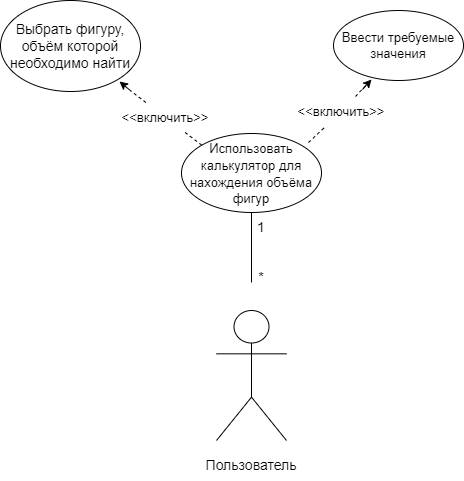 Выбрать фигуру,
объём которой
необходимо найти
Ввести требуемые
значения
<<включить>>
<<включить>>
Использовать
калькулятор для
нахождения объёма
фигур
1
*
Пользователь